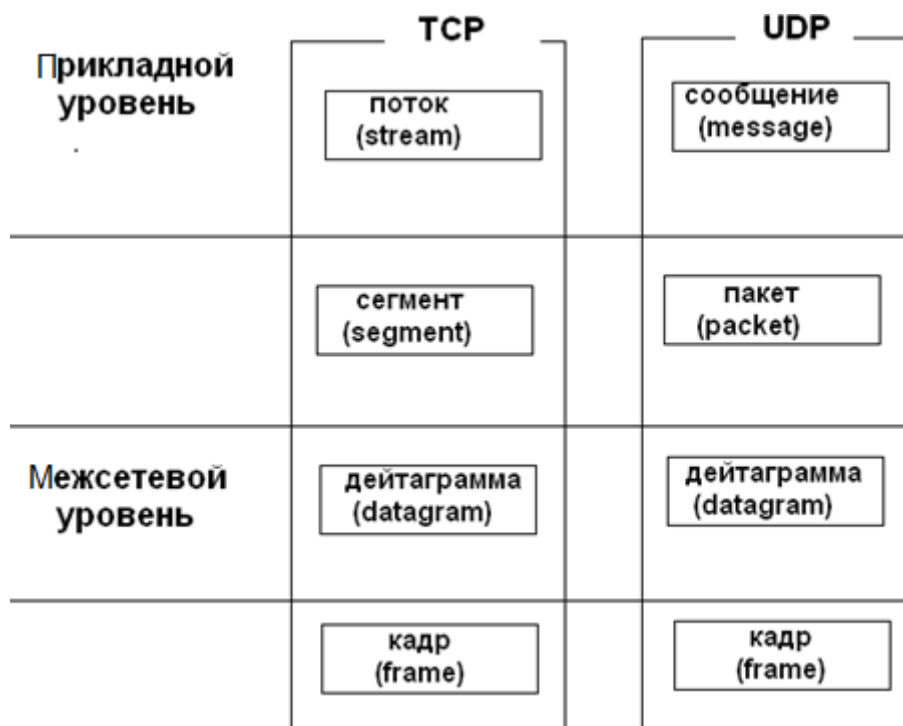 TCP
UDP
Прикладной
уровень
поток
(stream)
сообщение
(message)
сегмент
(segment)
пакет
(packet)
Межсетевой
уровень
дейтаграмма
(datagram)
дейтаграмма
(datagram)
кадр
(frame)
кадр
(frame)